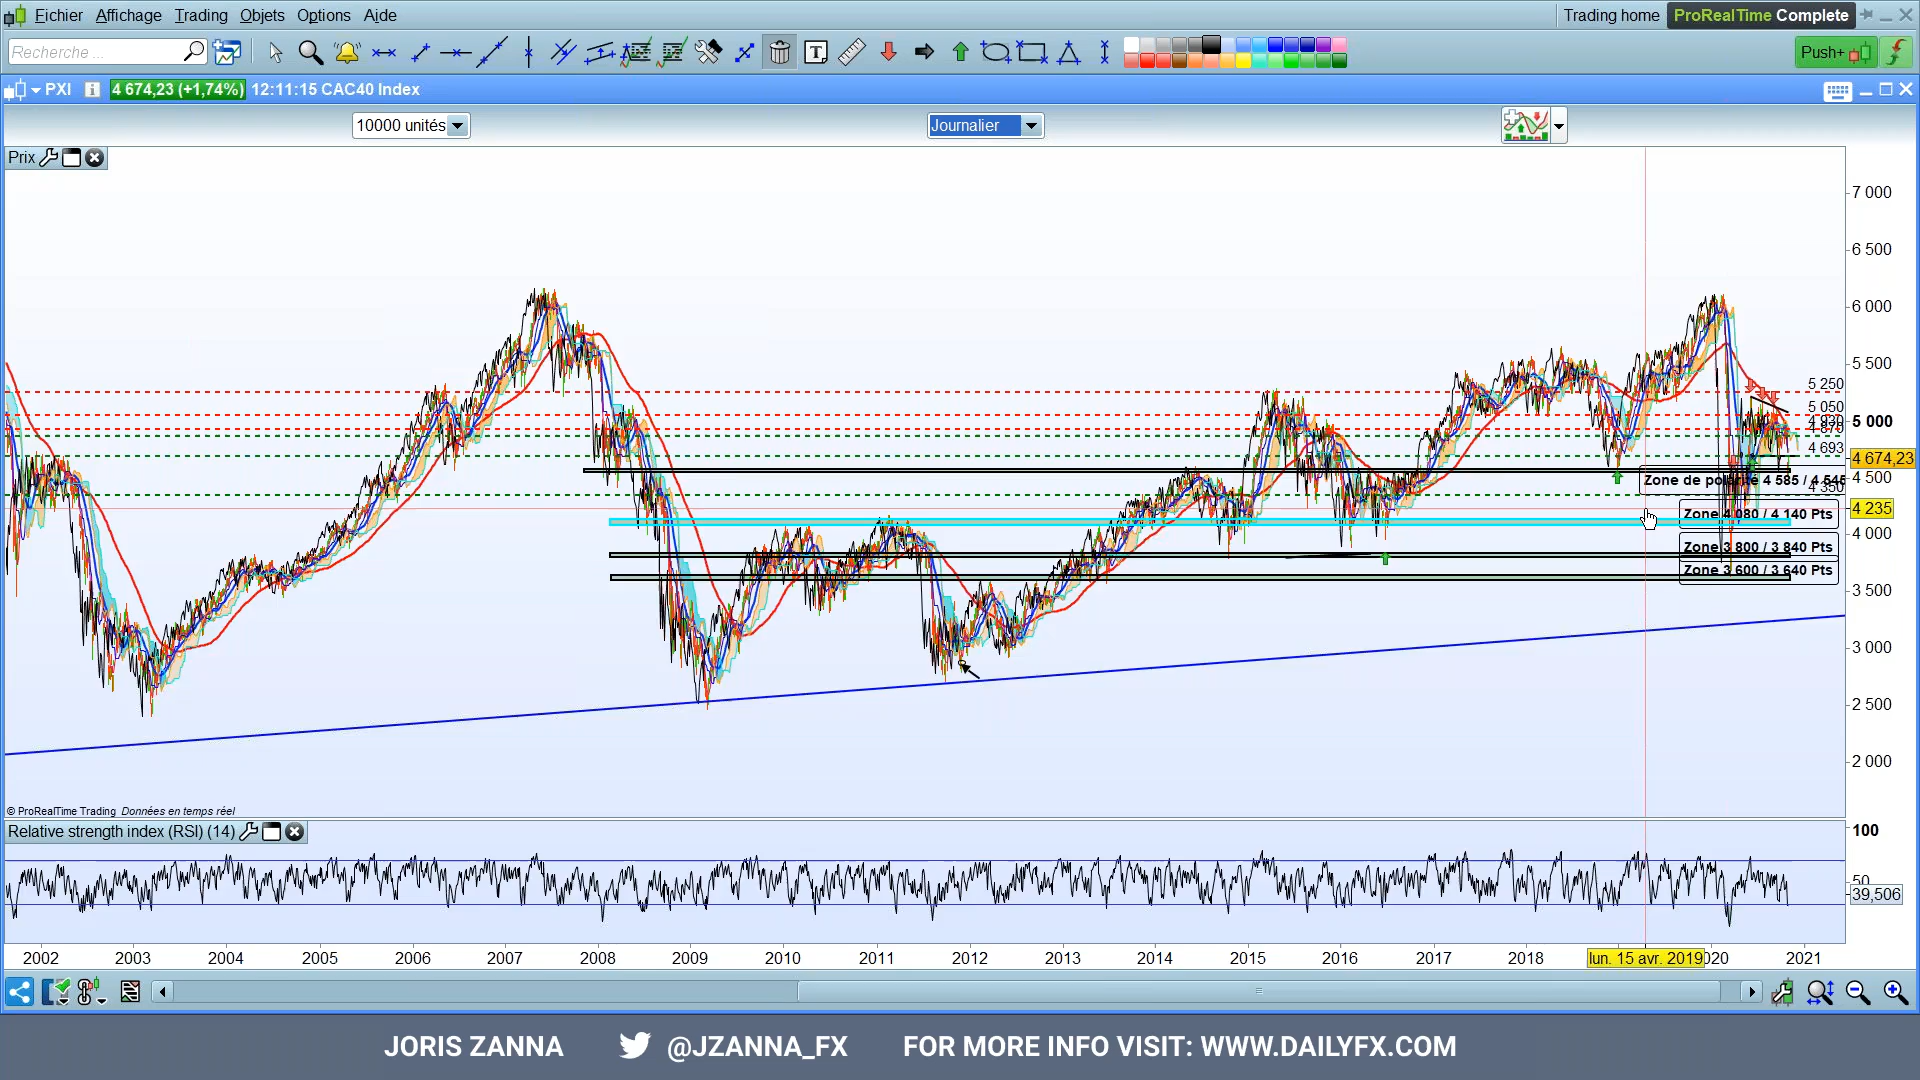 Fichier Affichage Trading Objets Options Aide
Trading home ProRealTime Complete
Recherche ...
T
Push+
PXI i 4 674,23 (+1,74%) 12:11:15 CAC40 Index
10000 unités
Journalier
Prix
7 000
6 500
6 000
5 500
5 250
5 050
5 000
4 693
4 674,23
4 500
Zone de polarité 4 585 / 4 545
4 350
4 235
Zone 4 080 / 4 140 Pts
4 000
Zone 3 800 / 3 840 Pts
Zone 3 600 / 3 640 Pts
3 500
3 000
2 500
2 000
© ProRealTime Trading Données en temps réel
Relative strength index (RSI) (14)
100
50
39,506
2002 2003 2004 2005 2006 2007 2008 2009 2010 2011 2012 2013 2014 2015 2016 2017 2018 lun. 15 avr. 2019 020 2021
JORIS ZANNA @JZANNA_FX FOR MORE INFO VISIT: WWW.DAILYFX.COM